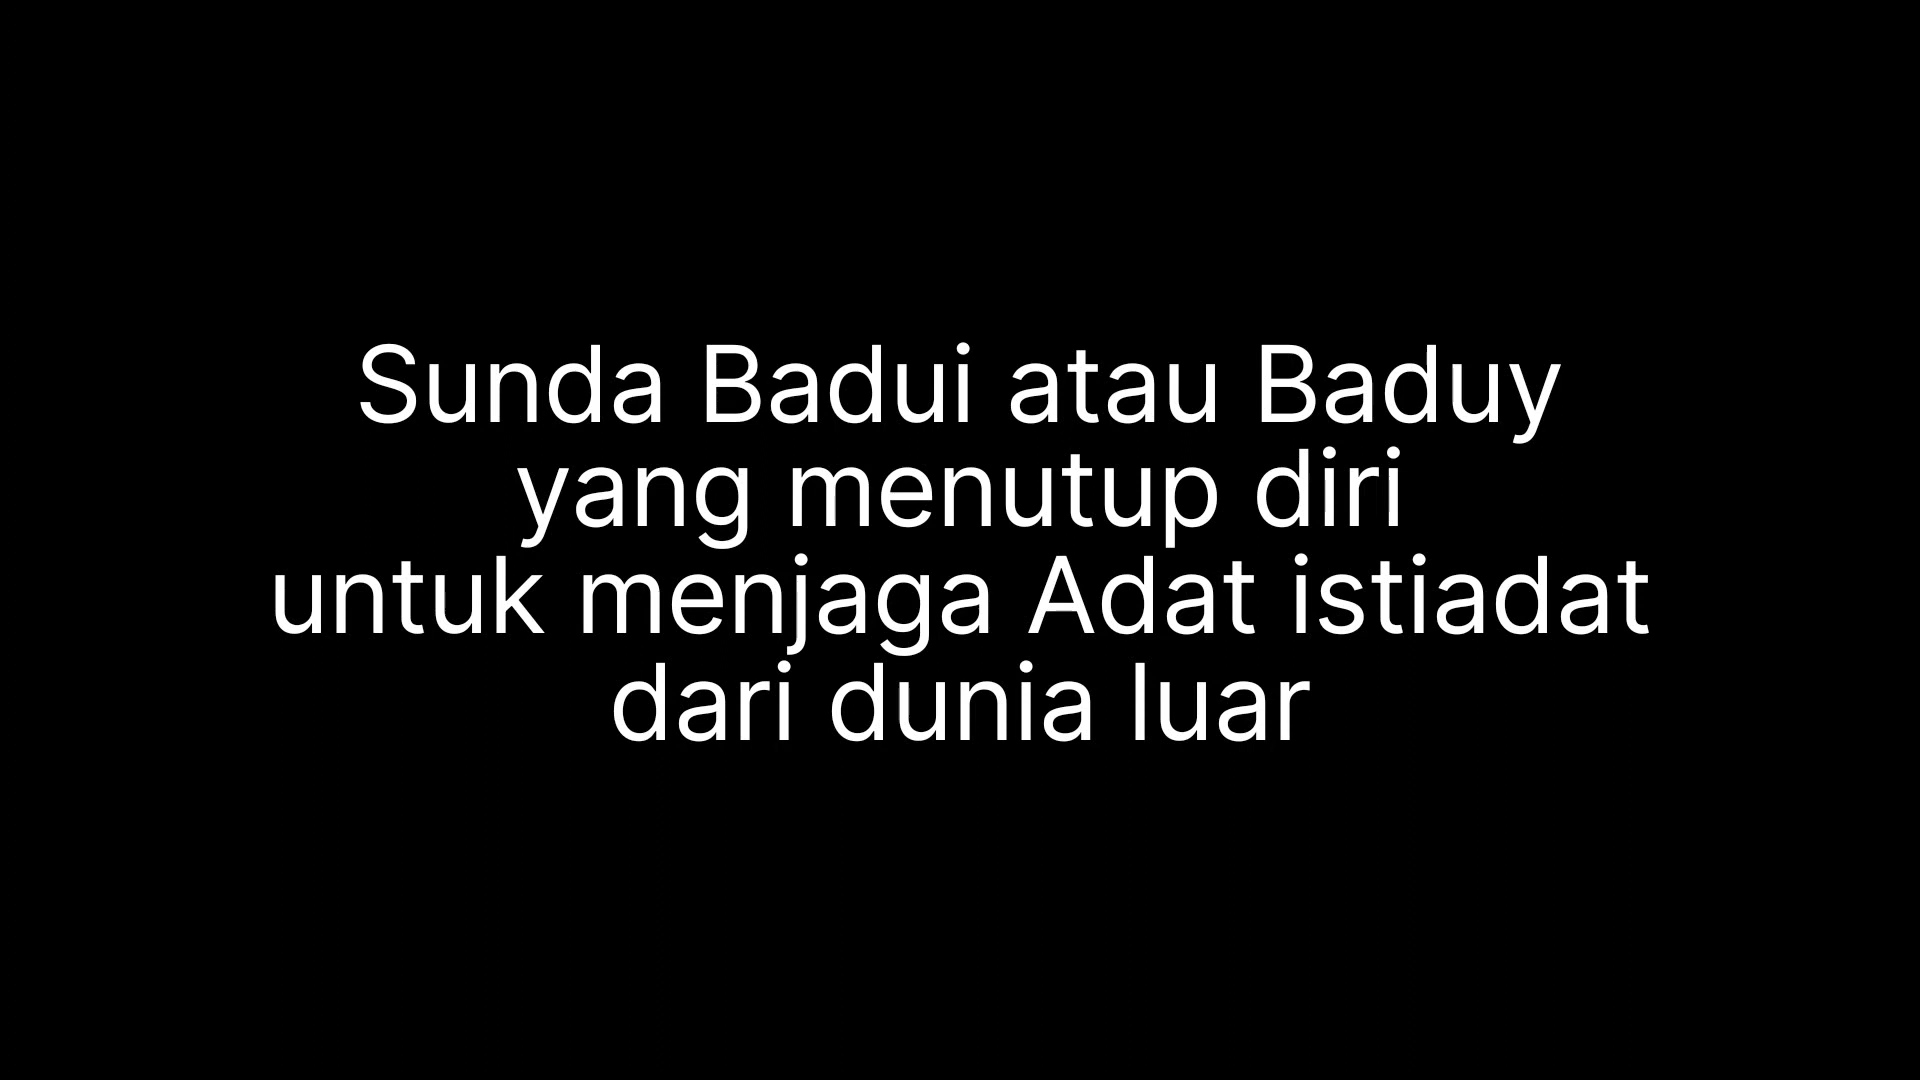 Sunda Badui atau Baduy
yang menutup diri
untuk menjaga Adat istiadat
dari dunia luar